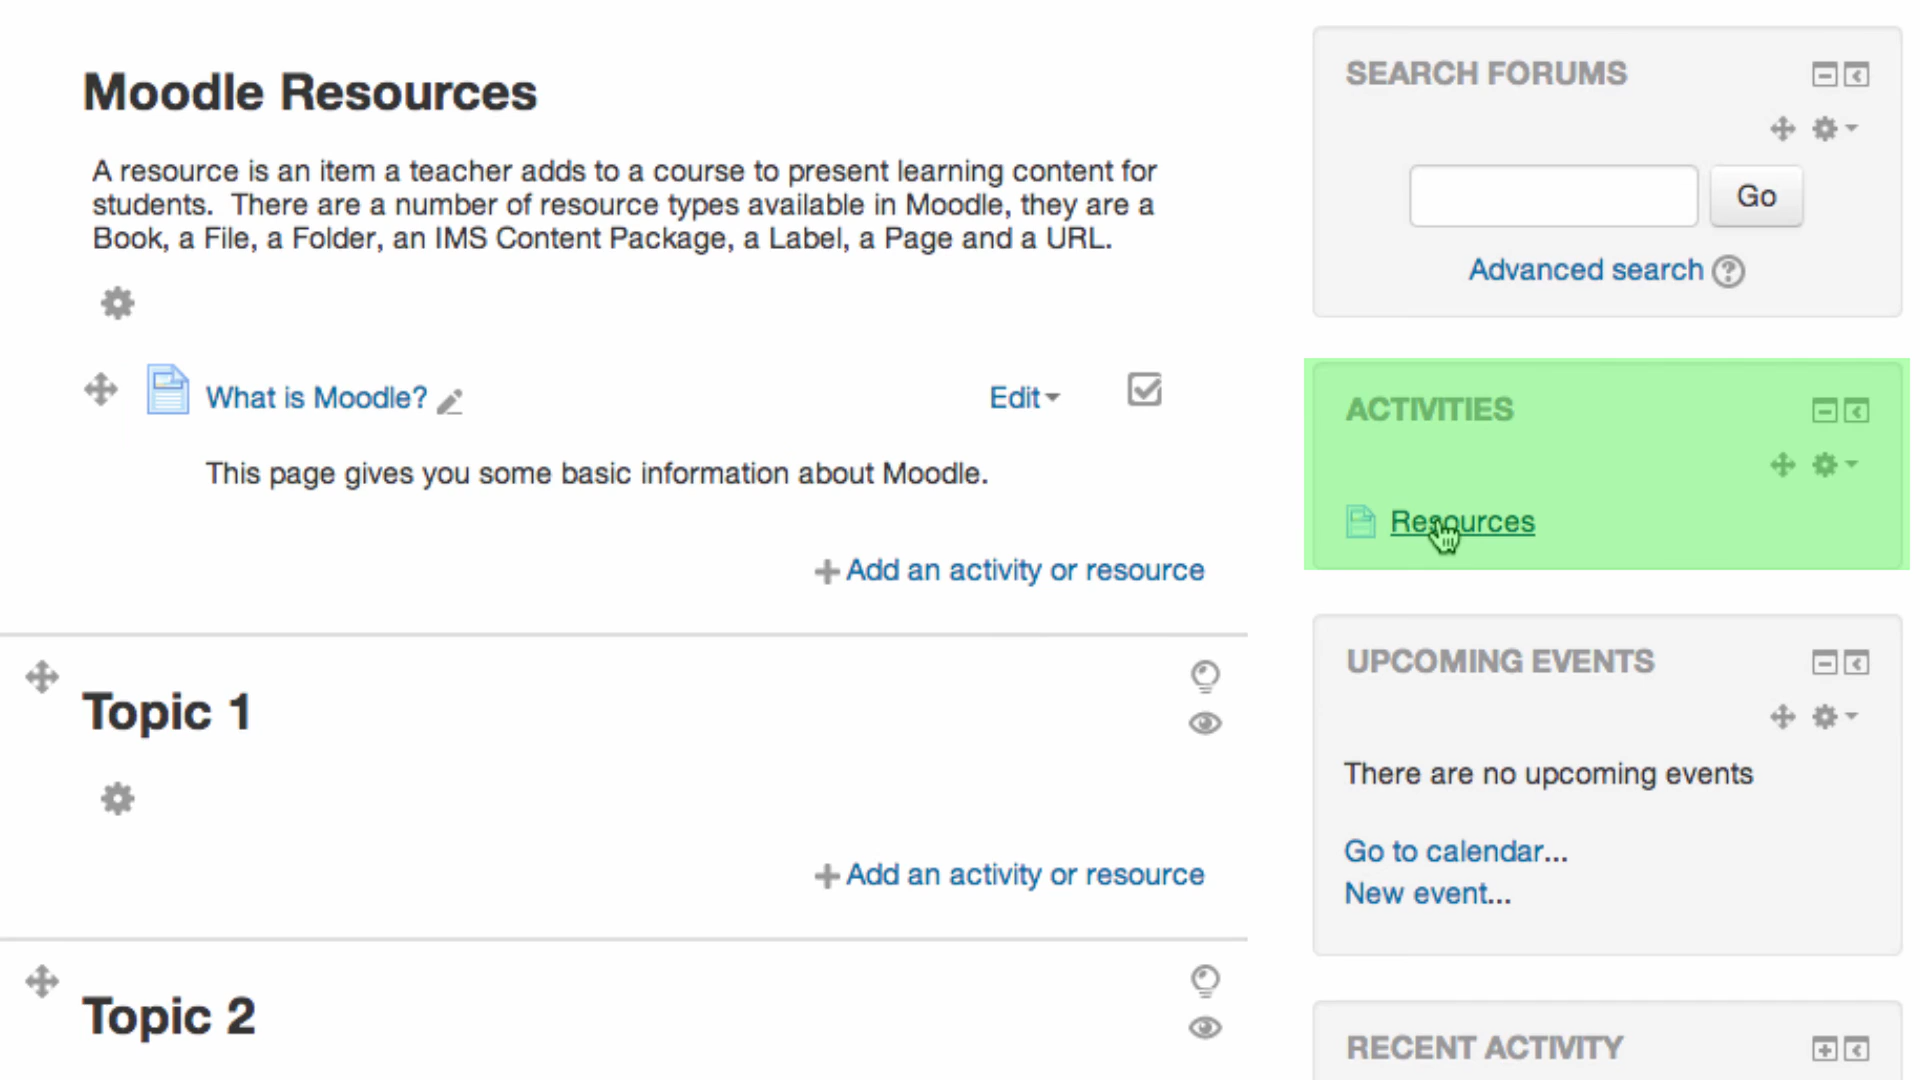 Moodle Resources
A resource is an item a teacher adds to a course to present learning content for
students.  There are a number of resource types available in Moodle, they are a
Book, a File, a Folder, an IMS Content Package, a Label, a Page and a URL.
What is Moodle?
Edit
This page gives you some basic information about Moodle.
Add an activity or resource
Topic 1
Add an activity or resource
Topic 2
SEARCH FORUMS
Go
Advanced search
ACTIVITIES
Resources
UPCOMING EVENTS
There are no upcoming events
Go to calendar...
New event...
RECENT ACTIVITY